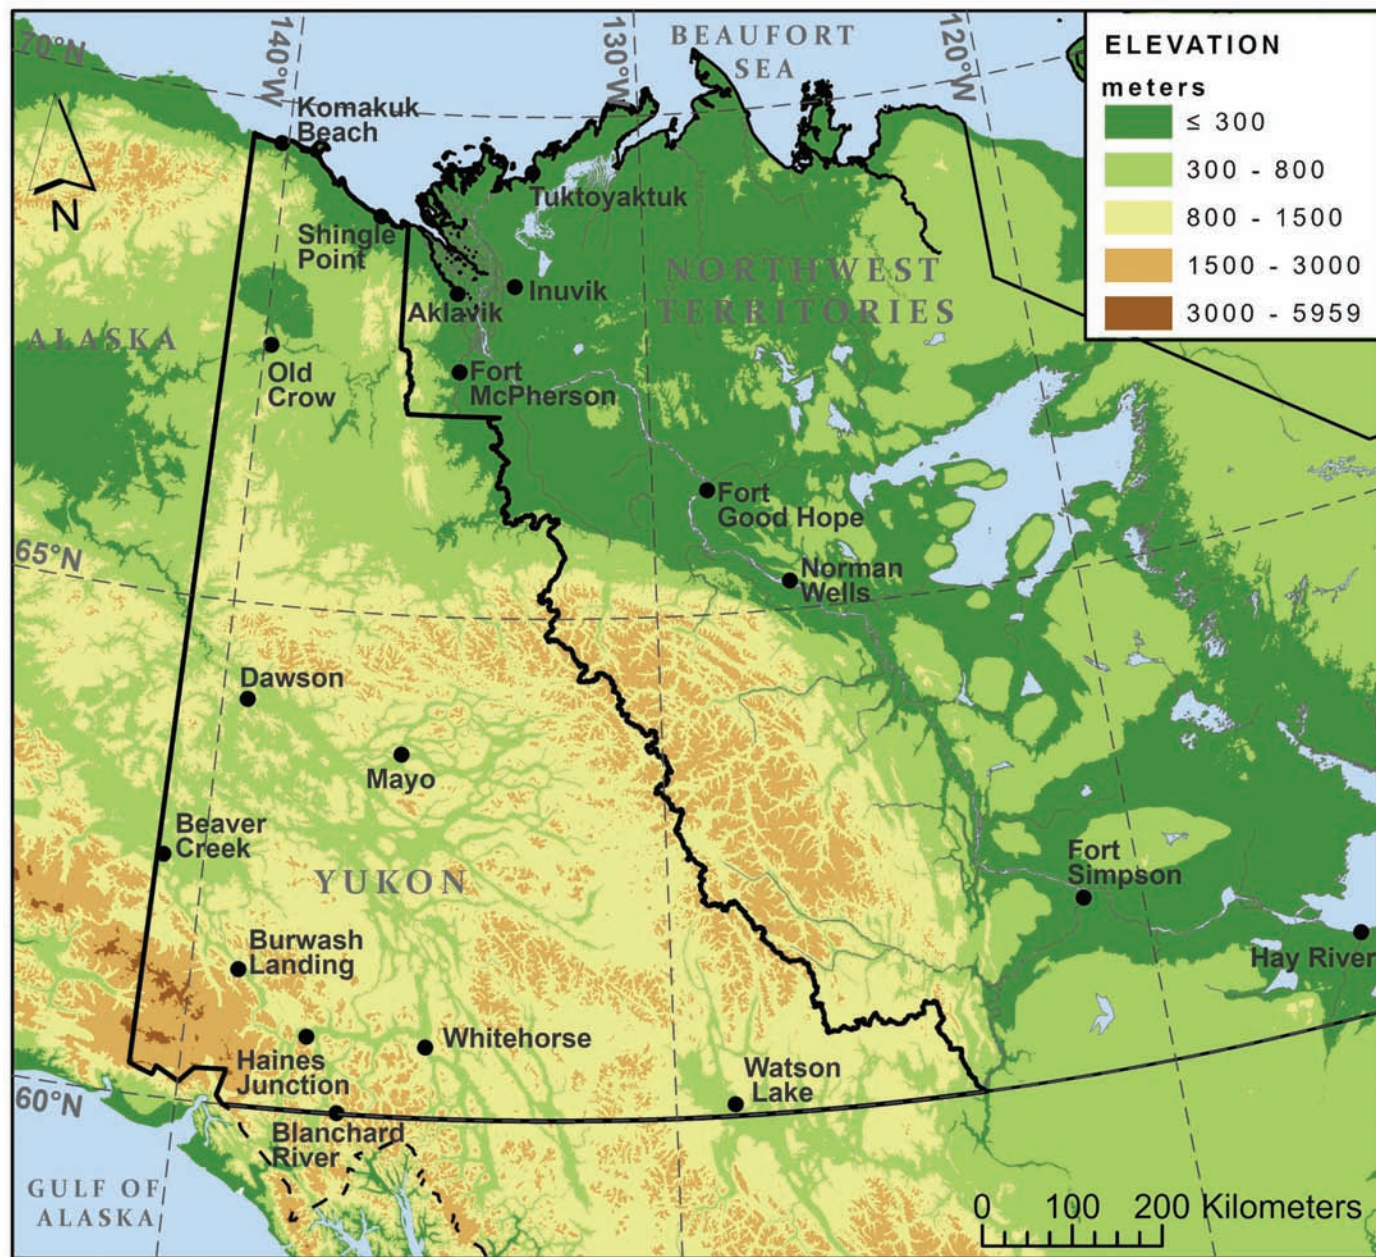 70°N
140°W
130°W
BEAUFORT
SEA
120°W
ELEVATION
meters
≤ 300
300 - 800
800 - 1500
1500 - 3000
3000 - 5959
N
Komakuk
Beach
Tuktoyaktuk
Shingle
Point
NORTHWEST
TERRITORIES
Inuvik
Aklavik
ALASKA
Old
Crow
Fort
McPherson
Fort
Good Hope
65°N
Norman
Wells
Dawson
Mayo
Beaver
Creek
YUKON
Fort
Simpson
Burwash
Landing
Hay River
Whitehorse
Haines
Junction
Watson
Lake
60°N
Blanchard
River
GULF OF
ALASKA
0 100 200 Kilometers